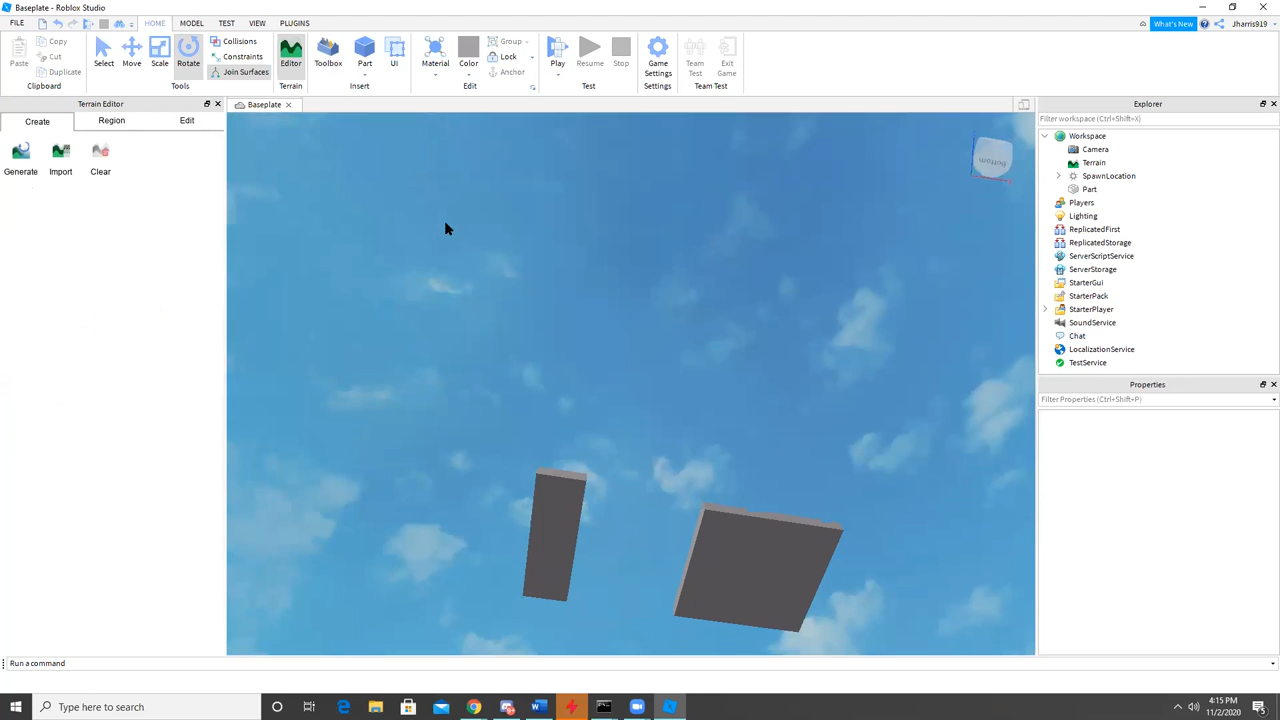 Baseplate - Roblox Studio
FILE HOME MODEL TEST VIEW PLUGINS What's New Jharris919
Paste Copy Cut Duplicate Select Move Scale Rotate Collisions Constraints Join Surfaces Editor Toolbox Part UI Material Color Group Lock Anchor Play Resume Stop Game Settings Team Test Exit Game
Clipboard Tools Terrain Insert Edit Test Settings Team Test
Terrain Editor
Create Region Edit
Generate Import Clear
Baseplate
Bottom
Explorer
Filter workspace (Ctrl+Shift+X)
Workspace
Camera
Terrain
SpawnLocation
Part
Players
Lighting
ReplicatedFirst
ReplicatedStorage
ServerScriptService
ServerStorage
StarterGui
StarterPack
StarterPlayer
SoundService
Chat
LocalizationService
TestService
Properties
Filter Properties (Ctrl+Shift+P)
Run a command
Type here to search
4:15 PM
11/2/2020